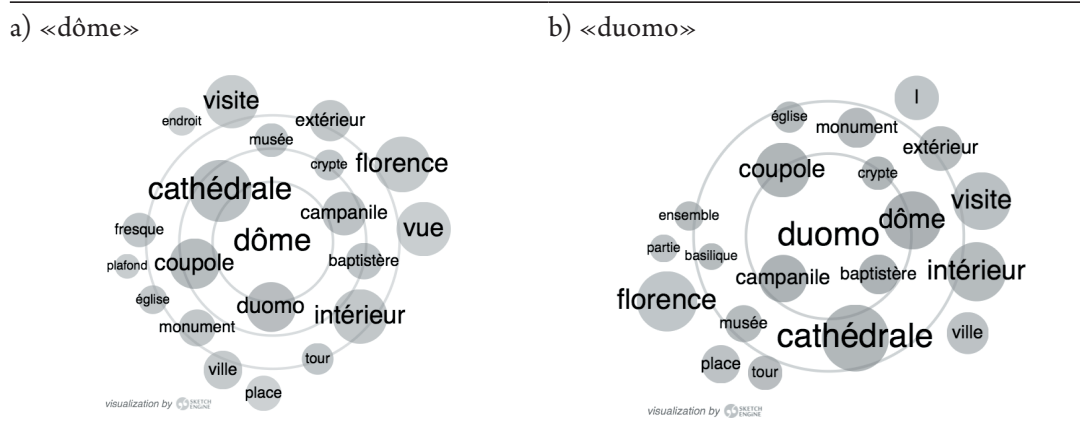 a) «dôme»
b) «duomo»
visite
endroit
extérieur
musée
crypte
florence
cathédrale
campanile
fresque
vue
dôme
plafond
coupole
baptistère
église
duomo
intérieur
monument
tour
ville
place
visualization by SKETCH ENGINE
l
église
monument
extérieur
coupole
crypte
visite
ensemble
dôme
duomo
partie
basilique
campanile
baptistère
intérieur
florence
musée
cathédrale
ville
place
tour
visualization by SKETCH ENGINE